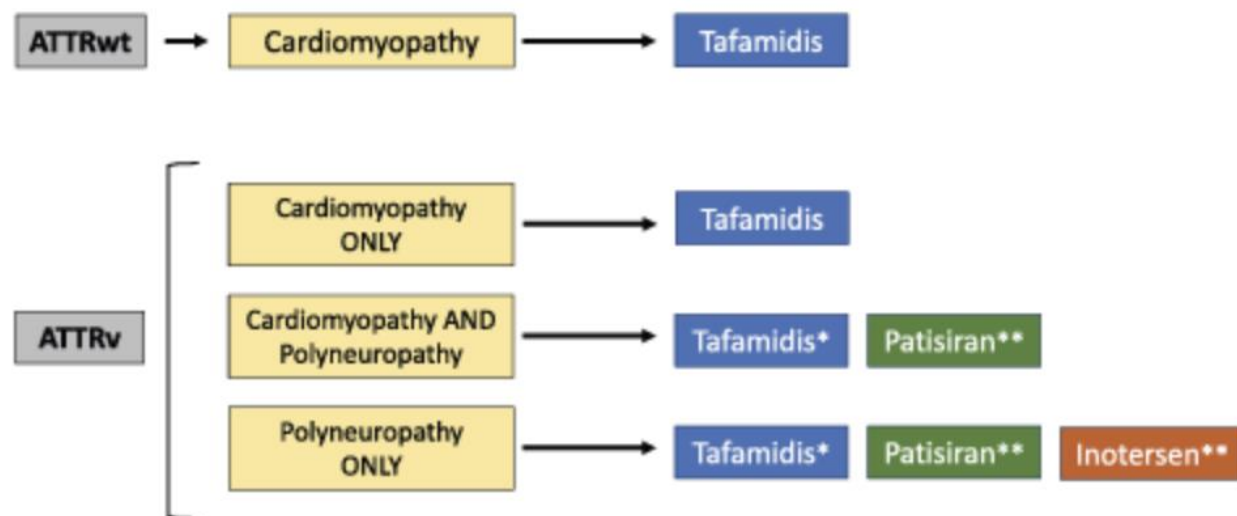 ATTRwt
Cardiomyopathy
Tafamidis
Cardiomyopathy
ONLY
Tafamidis
ATTRv
Cardiomyopathy AND
Polyneuropathy
Tafamidis*
Patisiran**
Polyneuropathy
ONLY
Tafamidis*
Patisiran**
Inotersen**